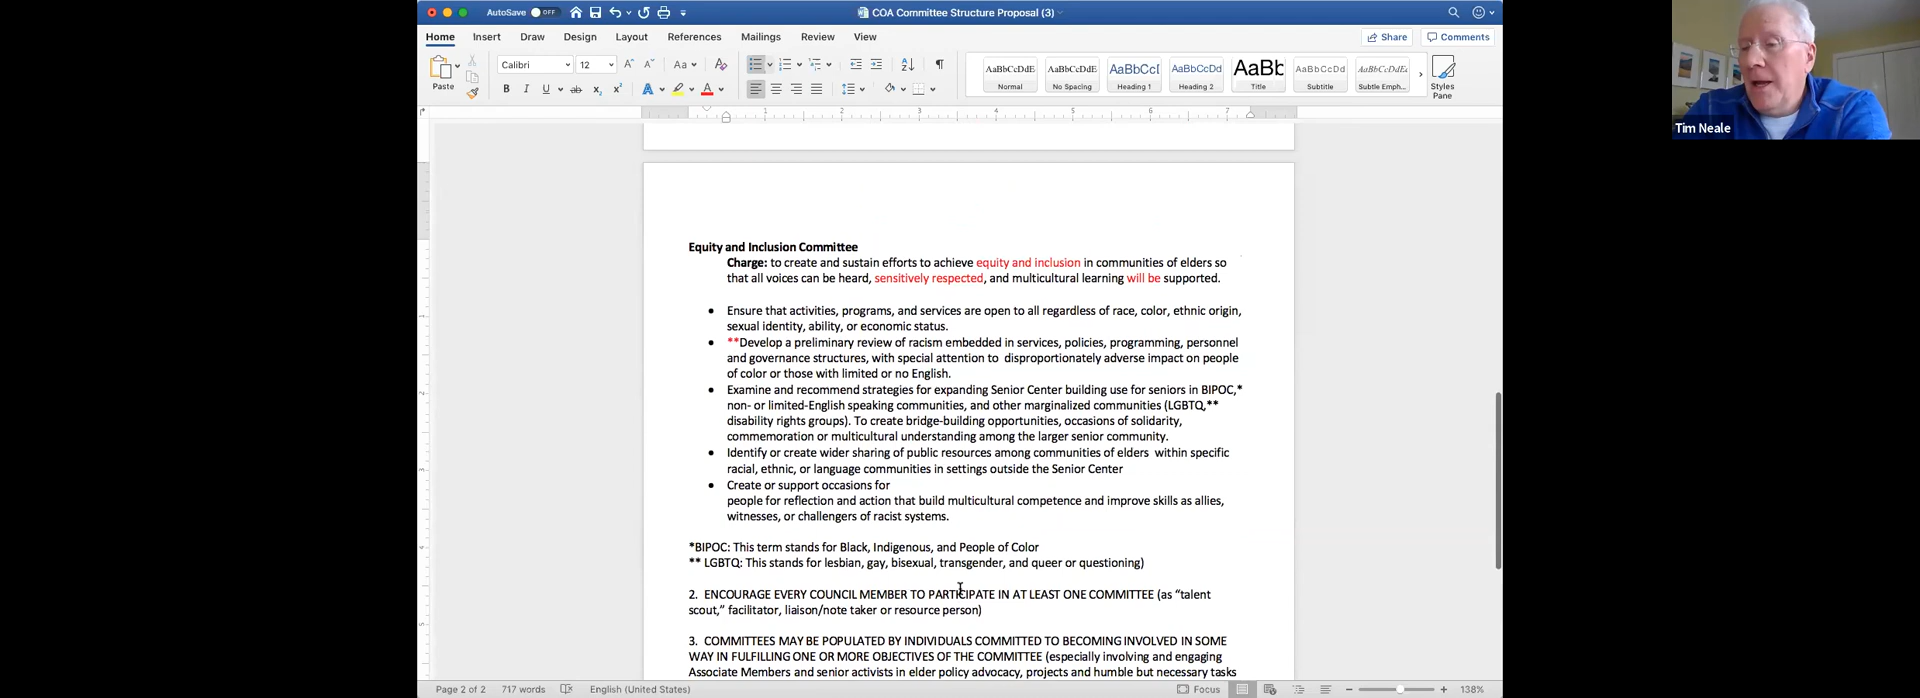 AutoSave OFF
COA Committee Structure Proposal (3)
Home Insert Draw Design Layout References Mailings Review View
Share Comments
Paste
Calibri 12
AaBbCcDdE AaBbCcDdE AaBbC( AaBbCcDd AaBb AaBbCcDd AaBbCcDdE
Normal No Spacing Heading 1 Heading 2 Title Subtitle Subtle Emph...
Styles
Pane
1 2 3 4 5 6 7
Tim Neale
Equity and Inclusion Committee
Charge: to create and sustain efforts to achieve equity and inclusion in communities of elders so
that all voices can be heard, sensitively respected, and multicultural learning will be supported.
• Ensure that activities, programs, and services are open to all regardless of race, color, ethnic origin,
sexual identity, ability, or economic status.
• **Develop a preliminary review of racism embedded in services, policies, programming, personnel
and governance structures, with special attention to disproportionately adverse impact on people
of color or those with limited or no English.
• Examine and recommend strategies for expanding Senior Center building use for seniors in BIPOC,*
non- or limited-English speaking communities, and other marginalized communities (LGBTQ,**
disability rights groups). To create bridge-building opportunities, occasions of solidarity,
commemoration or multicultural understanding among the larger senior community.
• Identify or create wider sharing of public resources among communities of elders within specific
racial, ethnic, or language communities in settings outside the Senior Center
• Create or support occasions for
people for reflection and action that build multicultural competence and improve skills as allies,
witnesses, or challengers of racist systems.
*BIPOC: This term stands for Black, Indigenous, and People of Color
** LGBTQ: This stands for lesbian, gay, bisexual, transgender, and queer or questioning)
2. ENCOURAGE EVERY COUNCIL MEMBER TO PARTICIPATE IN AT LEAST ONE COMMITTEE (as “talent
scout,” facilitator, liaison/note taker or resource person)
3. COMMITTEES MAY BE POPULATED BY INDIVIDUALS COMMITTED TO BECOMING INVOLVED IN SOME
WAY IN FULFILLING ONE OR MORE OBJECTIVES OF THE COMMITTEE (especially involving and engaging
Associate Members and senior activists in elder policy advocacy, projects and humble but necessary tasks
Page 2 of 2 717 words English (United States)
Focus 138%